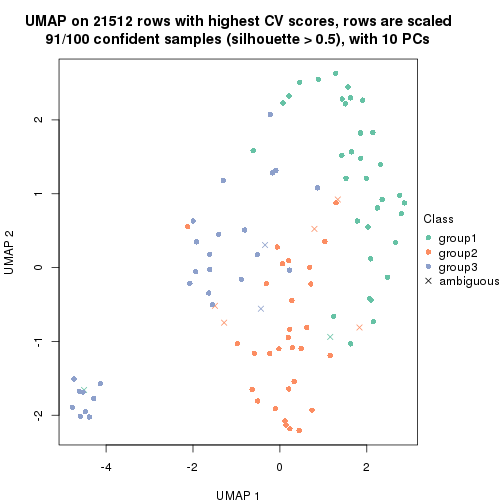 UMAP on 21512 rows with highest CV scores, rows are scaled
91/100 confident samples (silhouette > 0.5), with 10 PCs
2
1
0
-1
-2
UMAP 2
-4
-2
0
2
UMAP 1
Class
group1
group2
group3
ambiguous